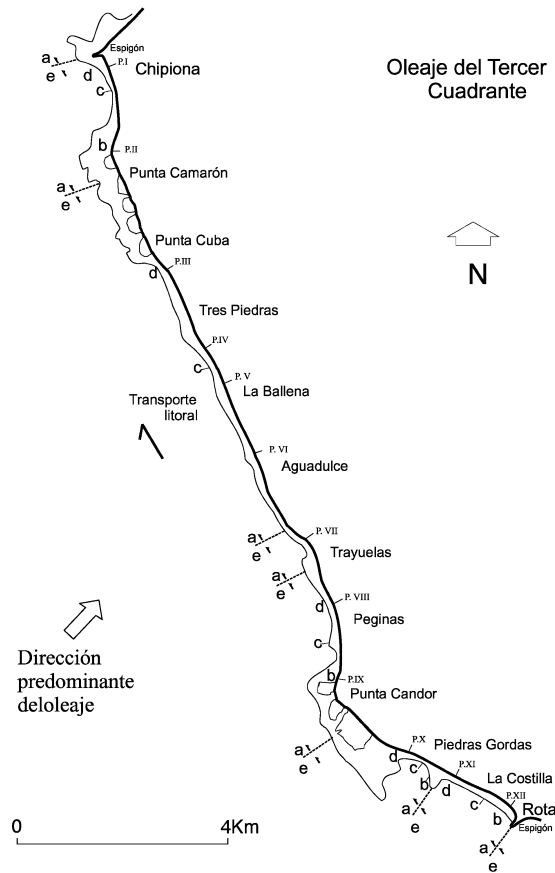 Espigón
P.I
a
e
d
Chipiona
c
Oleaje del Tercer
Cuadrante
b
P.II
Punta Camarón
a
e
Punta Cuba
d
P.III
N
Tres Piedras
P.IV
c
P. V
La Ballena
Transporte
litoral
P. VI
Aguadulce
a
e
P. VII
Trayuelas
a
e
d
P. VIII
Peginas
c
Dirección
predominante
deloleaje
b
P.IX
Punta Candor
a
e
P.X
Piedras Gordas
d
c
P.XI
b
d
La Costilla
a
e
c
P.XII
b
Rota
Espigón
a
e
0
4Km